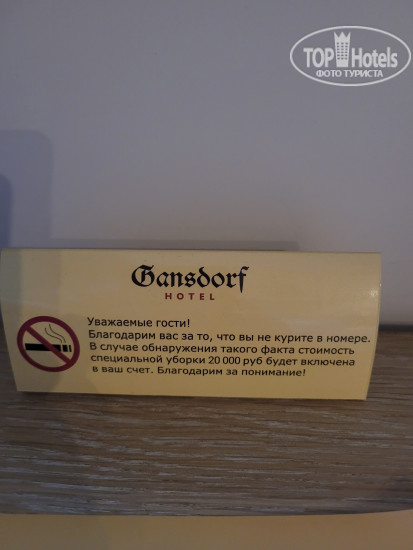 TOP Hotels
ФОТО ТУРИСТА
Gansdorf
HOTEL
Уважаемые гости!
Благодарим вас за то, что вы не курите в номере.
В случае обнаружения такого факта стоимость
специальной уборки 20 000 руб будет включена
в ваш счет. Благодарим за понимание!